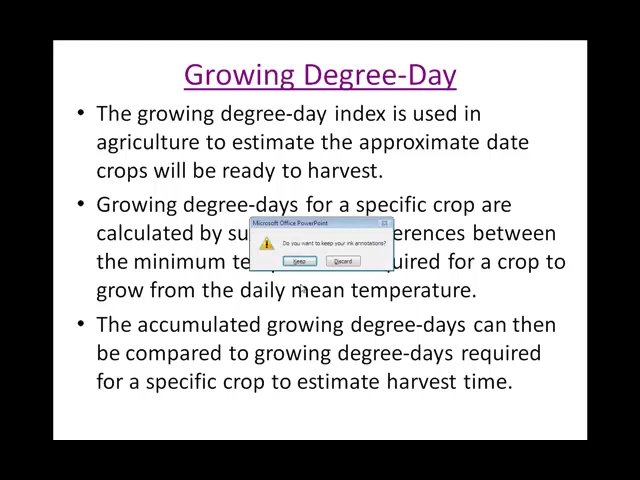 Growing Degree-Day
• The growing degree-day index is used in
agriculture to estimate the approximate date
crops will be ready to harvest.
• Growing degree-days for a specific crop are
calculated by su erences between
the minimum te quired for a crop to
grow from the daily mean temperature.
• The accumulated growing degree-days can then
be compared to growing degree-days required
for a specific crop to estimate harvest time.
Microsoft Office PowerPoint
Do you want to keep your ink annotations?
Keep Discard